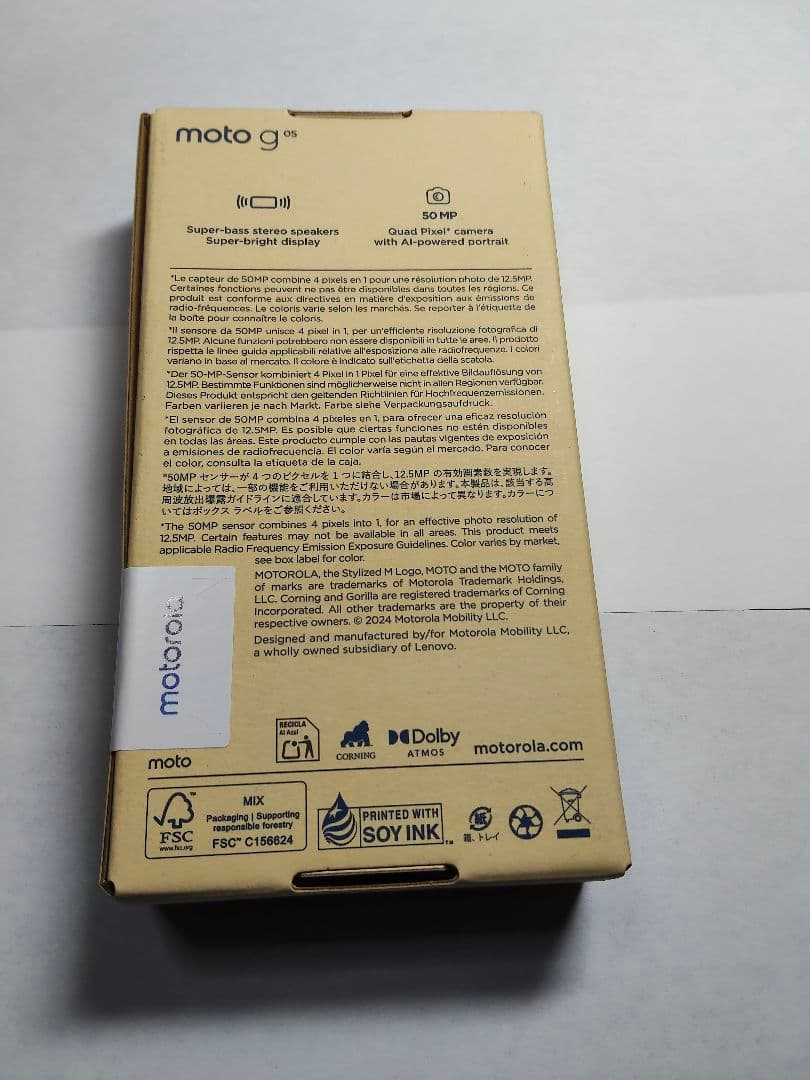 moto g 05
Super-bass stereo speakers
Super-bright display
50 MP
Quad Pixel* camera
with AI-powered portrait
*Le capteur de 50MP combine 4 pixels en 1 pour une résolution photo de 12.5MP.
Certaines fonctions peuvent ne pas être disponibles dans toutes les régions. Ce
produit est conforme aux directives en matière d'exposition aux émissions de
radio-fréquences. Le coloris varie selon les marchés. Se reporter à l'étiquette de
la boîte pour connaître le coloris.
*Il sensore da 50MP unisce 4 pixel in 1, per un'efficiente risoluzione fotografica di
12.5MP. Alcune funzioni potrebbero non essere disponibili in tutte le aree. Il prodotto
rispetta le linee guida applicabili relative all'esposizione alle radiofrequenze. I colori
variano in base al mercato. Il colore è indicato sull'etichetta della scatola.
*Der 50-MP-Sensor kombiniert 4 Pixel in 1 Pixel für eine effektive Bildauflösung von
12.5MP. Bestimmte Funktionen sind möglicherweise nicht in allen Regionen verfügbar.
Dieses Produkt entspricht den geltenden Richtlinien für Hochfrequenzemissionen.
Farben variieren je nach Markt. Farbe siehe Verpackungsaufdruck.
*El sensor de 50MP combina 4 píxeles en 1, para ofrecer una eficaz resolución
fotográfica de 12.5MP. Es posible que ciertas funciones no estén disponibles
en todas las áreas. Este producto cumple con las pautas vigentes de exposición
a emisiones de radiofrecuencia. El color varía según el mercado. Para conocer
el color, consulta la etiqueta de la caja.
*50MP センサーが 4 つのピクセルを 1 つに結合し、12.5MP の有効画素数を実現します。
地域によっては、一部の機能をご利用いただけない場合があります。本製品は、該当する高
周波放出曝露ガイドラインに適合しています。カラーは市場によって異なります。カラーにつ
いてはボックス ラベルをご参照ください。
*The 50MP sensor combines 4 pixels into 1, for an effective photo resolution of
12.5MP. Certain features may not be available in all areas. This product meets
applicable Radio Frequency Emission Exposure Guidelines. Color varies by market,
see box label for color.
MOTOROLA, the Stylized M Logo, MOTO and the MOTO family
of marks are trademarks of Motorola Trademark Holdings,
LLC. Corning and Gorilla are registered trademarks of Corning
Incorporated. All other trademarks are the property of their
respective owners. © 2024 Motorola Mobility LLC.
Designed and manufactured by/for Motorola Mobility LLC,
a wholly owned subsidiary of Lenovo.
motorola
moto
RECICLA
Al Azul
CORNING
Dolby
ATMOS
motorola.com
FSC
www.fsc.org
MIX
Packaging | Supporting
responsible forestry
FSC™ C156624
PRINTED WITH
SOY INK™
紙
箱、トレイ